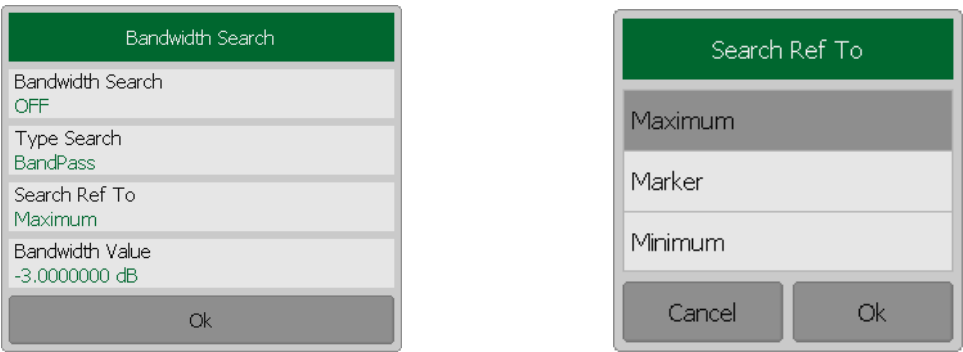 Bandwidth Search
Bandwidth Search
OFF
Type Search
BandPass
Search Ref To
Maximum
Bandwidth Value
-3.0000000 dB
Ok
Search Ref To
Maximum
Marker
Minimum
Cancel
Ok